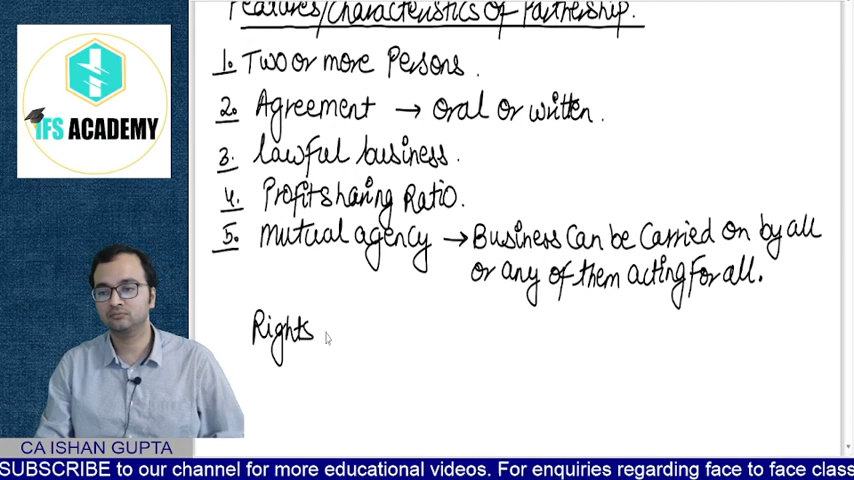 Features/Characteristics of Partnership.
1. Two or more Persons.
2. Agreement → oral or written.
3. lawful business.
4. Profit sharing Ratio.
5. Mutual agency → Business Can be Carried on by all
or any of them acting for all.
Rights
IFS ACADEMY
CA ISHAN GUPTA
SUBSCRIBE to our channel for more educational videos. For enquiries regarding face to face class